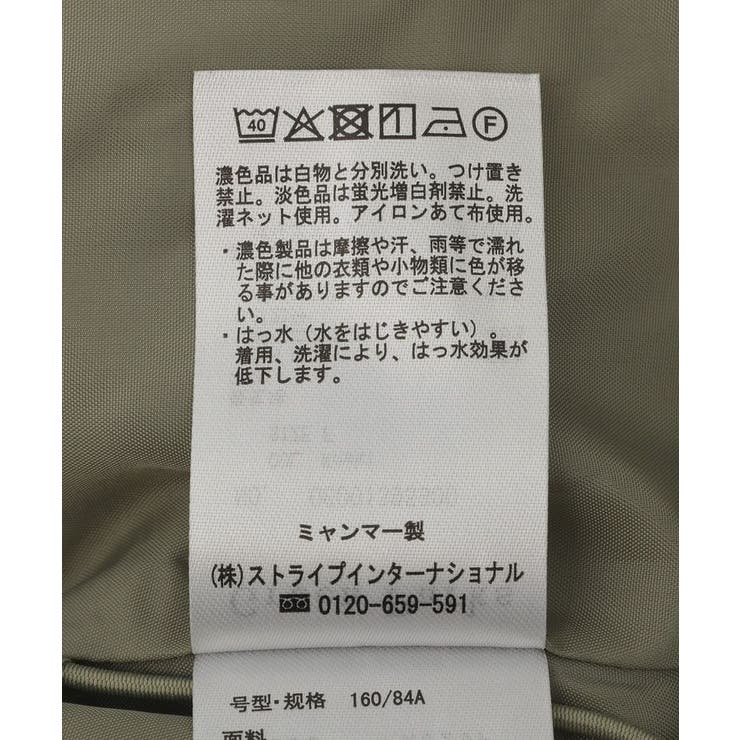 40 F
濃色品は白物と分別洗い。つけ置き
禁止。淡色品は蛍光増白剤禁止。洗
濯ネット使用。アイロンあて布使用。
・濃色製品は摩擦や汗、雨等で濡れ
た際に他の衣類や小物類に色が移
る事がありますのでご注意くださ
い。
・はっ水（水をはじきやすい）。
着用、洗濯により、はっ水効果が
低下します。
ミャンマー製
(株)ストライプインターナショナル
0120-659-591
号型・规格 160/84A
面料